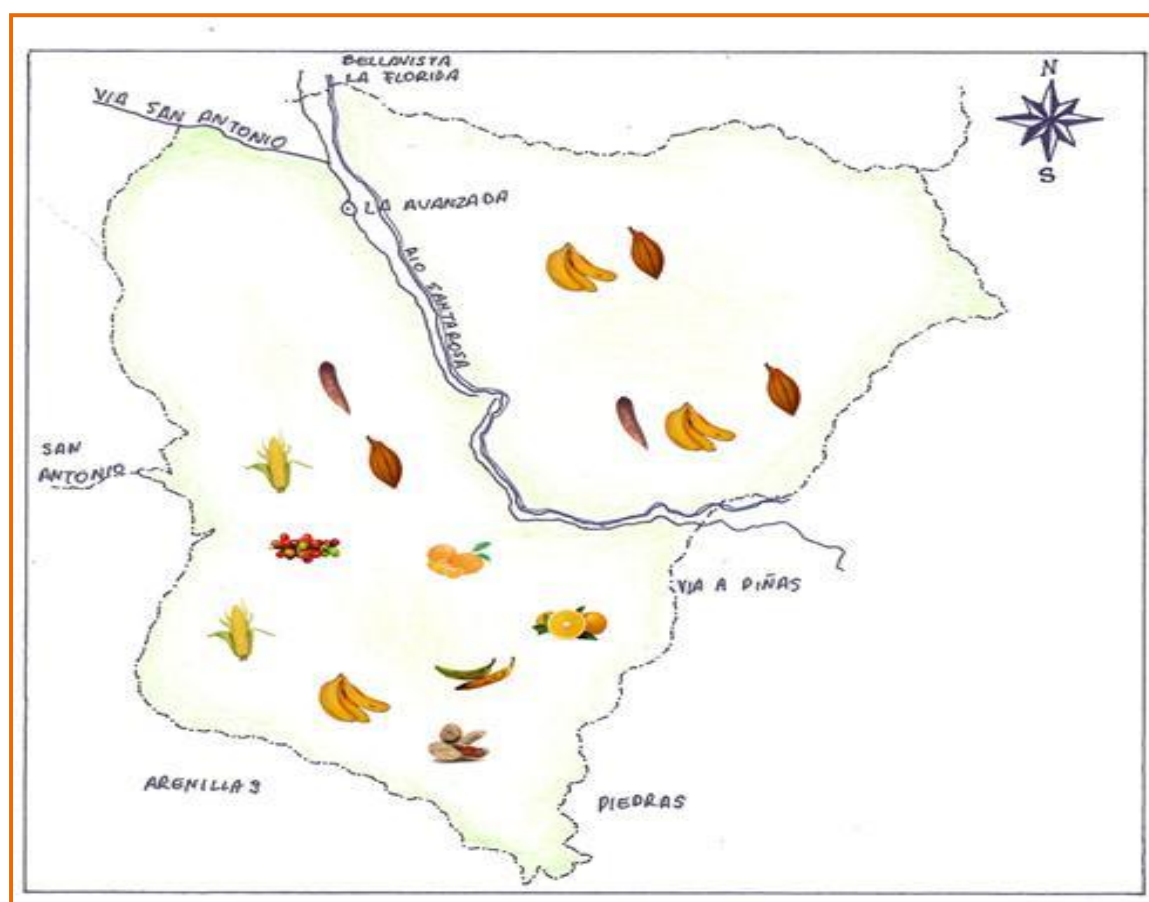 BELLAVISTA
LA FLORIDA
VIA SAN ANTONIO
N
S
LA AVANZADA
RIO SANTA ROSA
SAN
ANTONIO
VIA A PIÑAS
ARENILLAS
PIEDRAS